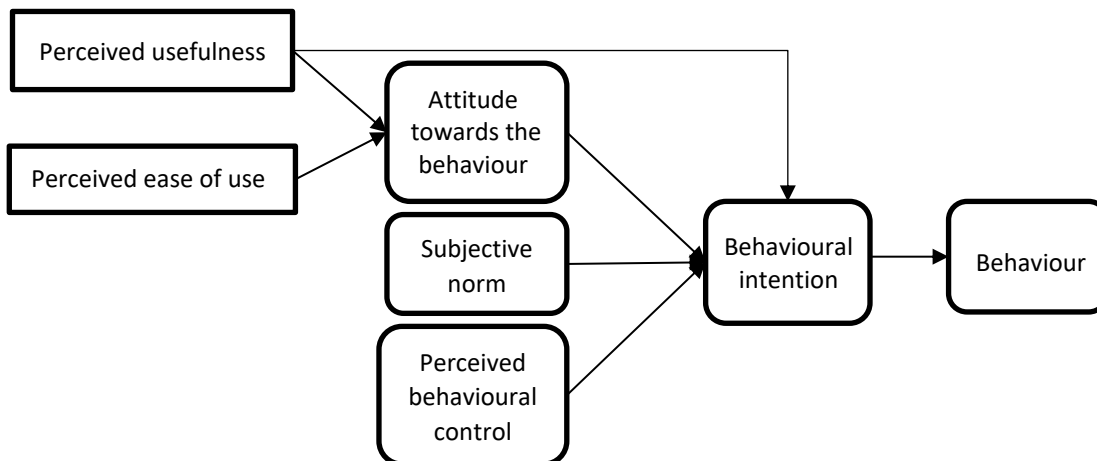 Perceived usefulness
Attitude
towards the
behaviour
Perceived ease of use
Subjective
norm
Behavioural
intention
Behaviour
Perceived
behavioural
control